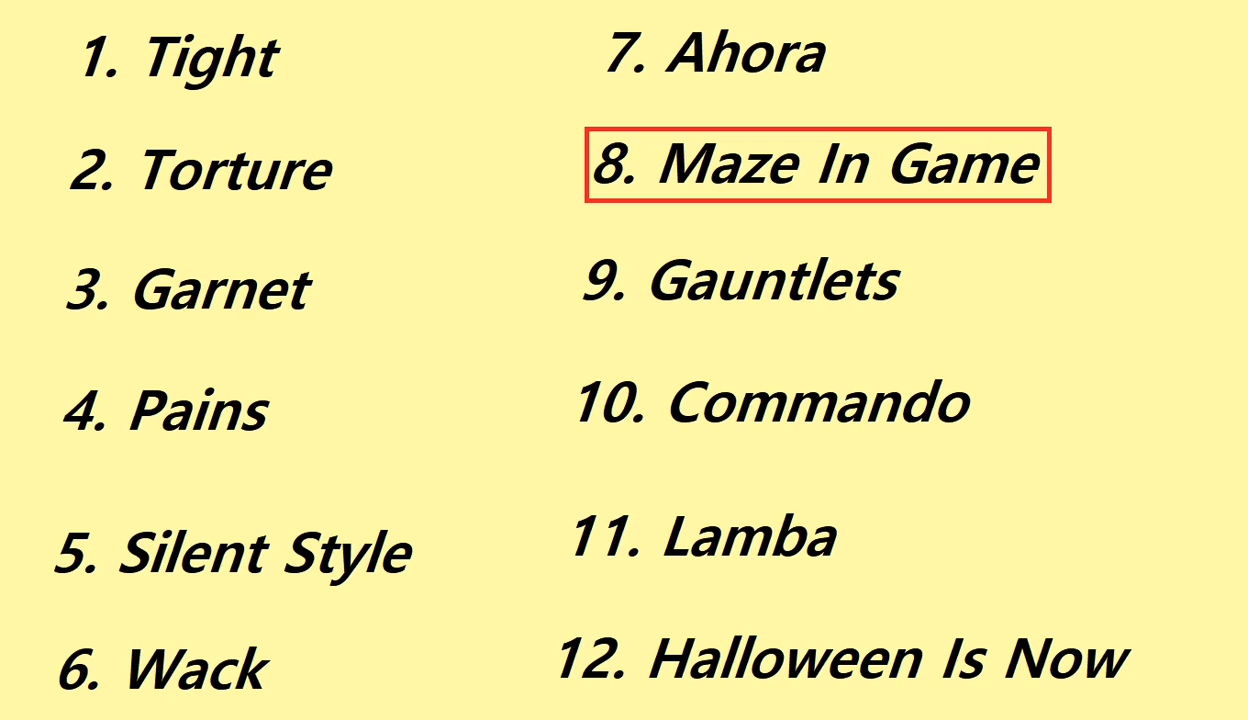 1. Tight
2. Torture
3. Garnet
4. Pains
5. Silent Style
6. Wack
7. Ahora
8. Maze In Game
9. Gauntlets
10. Commando
11. Lamba
12. Halloween Is Now